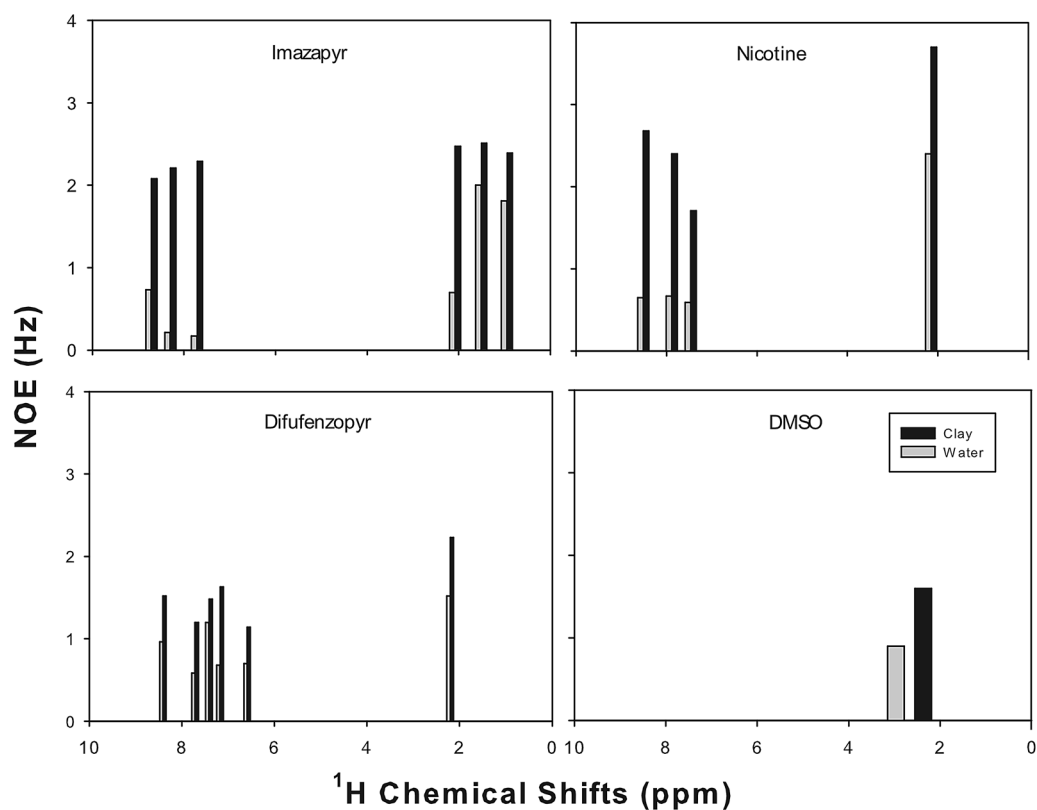 4
Imazapyr
Nicotine
3
2
1
0
NOE (Hz)
4
Difufenzopyr
DMSO
Clay
Water
3
2
1
0
10 8 6 4 2 0 10 8 6 4 2 0
¹H Chemical Shifts (ppm)